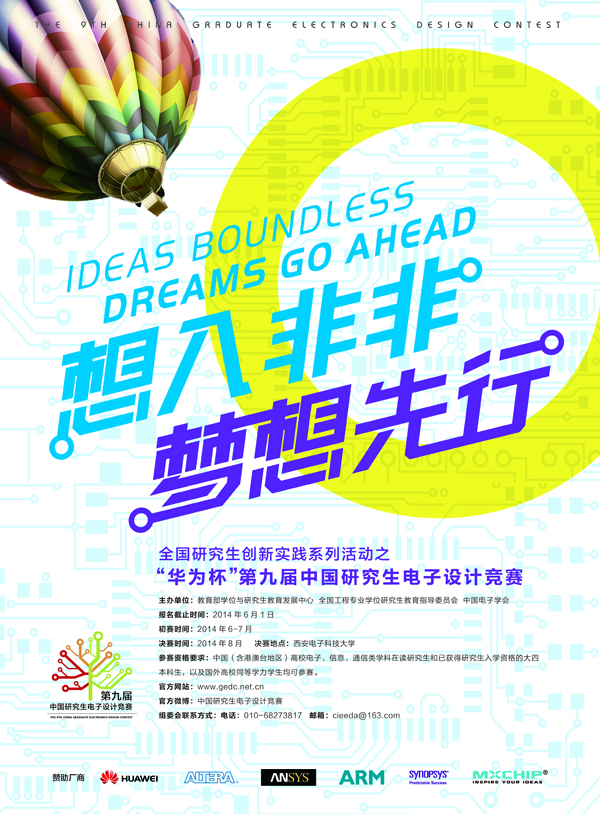 THE 9TH CHINA GRADUATE ELECTRONICS DESIGN CONTEST
IDEAS BOUNDLESS
DREAMS GO AHEAD
想入非非
梦想先行
全国研究生创新实践系列活动之
“华为杯”第九届中国研究生电子设计竞赛
主办单位：教育部学位与研究生教育发展中心 全国工程专业学位研究生教育指导委员会 中国电子学会
报名截止时间：2014年6月1日
初赛时间：2014年6-7月
决赛时间：2014年8月 决赛地点：西安电子科技大学
参赛资格要求：中国（含港澳台地区）高校电子、信息、通信类学科在读研究生和已获得研究生入学资格的大四
本科生，以及国外高校同等学力学生均可参赛。
官方网站：www.gedc.net.cn
官方微博：中国研究生电子设计竞赛
组委会联系方式：电话：010-68273817 邮箱：cieeda@163.com
第九届
中国研究生电子设计竞赛
THE 9TH CHINA GRADUATE ELECTRONICS DESIGN CONTEST
赞助厂商 HUAWEI ALTERA. ANSYS® ARM SYNOPSYS® MXCHIP®
Predictable Success INSPIRE YOUR IDEAS